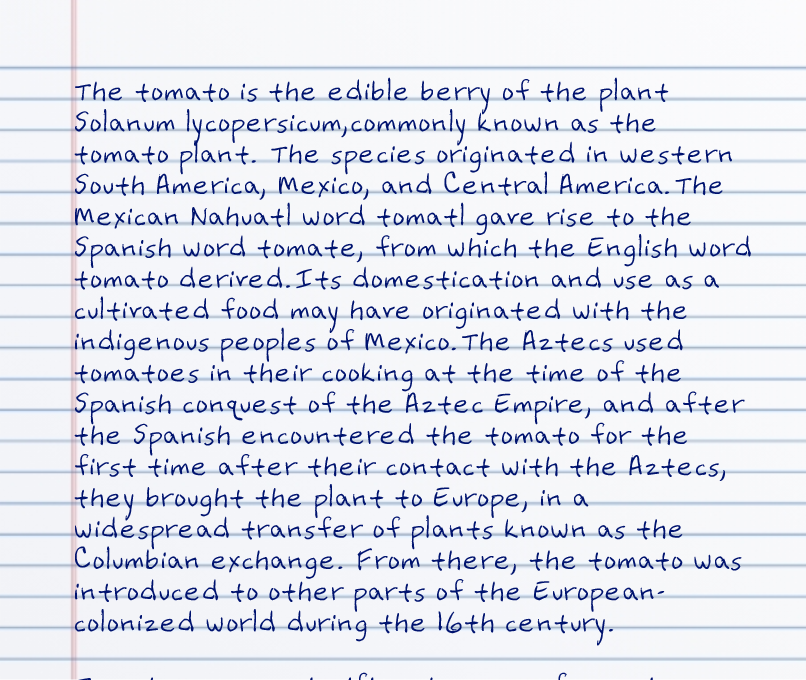 The tomato is the edible berry of the plant
Solanum lycopersicum,commonly known as the
tomato plant. The species originated in western
South America, Mexico, and Central America. The
Mexican Nahuatl word tomatl gave rise to the
Spanish word tomate, from which the English word
tomato derived. Its domestication and use as a
cultivated food may have originated with the
indigenous peoples of Mexico. The Aztecs used
tomatoes in their cooking at the time of the
Spanish conquest of the Aztec Empire, and after
the Spanish encountered the tomato for the
first time after their contact with the Aztecs,
they brought the plant to Europe, in a
widespread transfer of plants known as the
Columbian exchange. From there, the tomato was
introduced to other parts of the European-
colonized world during the 16th century.